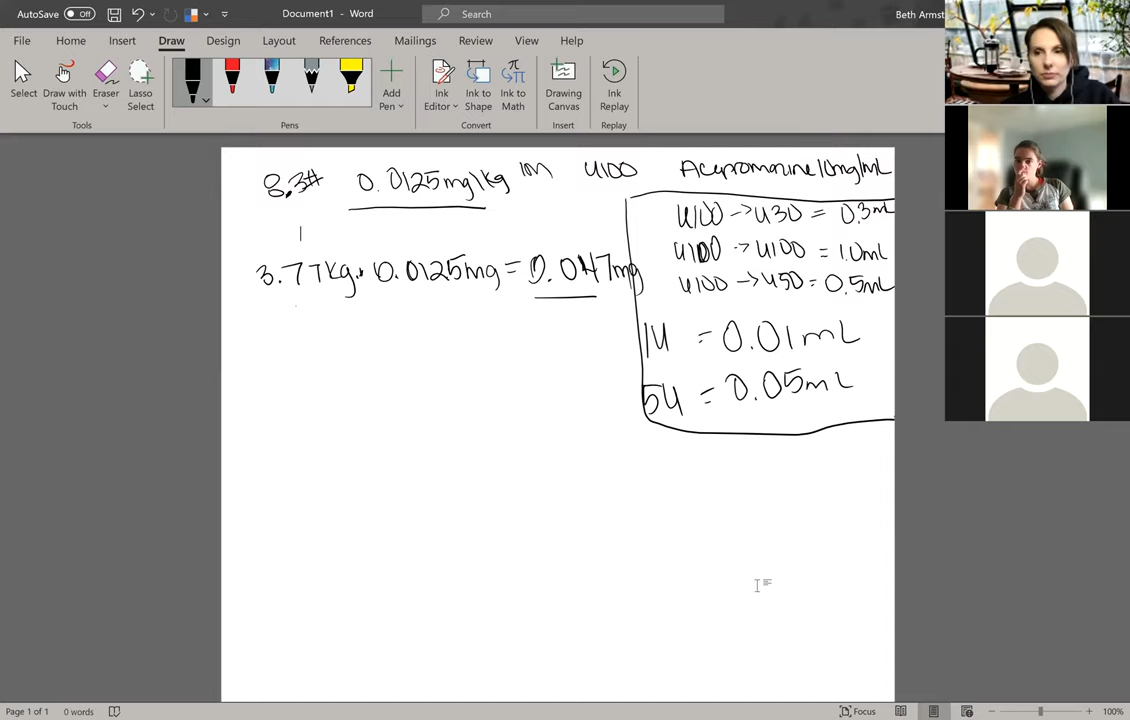 AutoSave Off Document1 - Word Search Beth Armst
File Home Insert Draw Design Layout References Mailings Review View Help
Select Draw with Touch Eraser Lasso Select Add Pen Ink Editor Ink to Shape Ink to Math Drawing Canvas Ink Replay
Tools Pens Convert Insert Replay
8.3# 0.0125mg/kg IM U100 Acepromazine 10mg/mL
U100 → U30 = 0.3mL
U100 → U100 = 1.0mL
3.77kg · 0.0125mg = 0.047mg
U100 → U50 = 0.5mL
1U = 0.01mL
5U = 0.05mL
Page 1 of 1 0 words Focus 100%